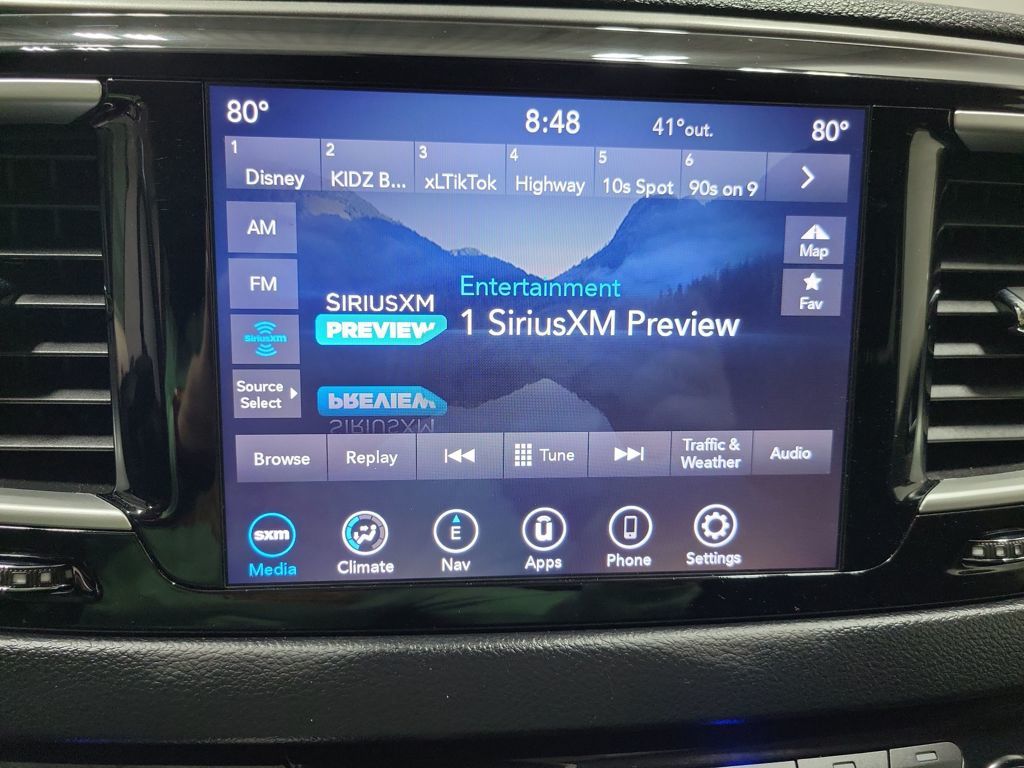 80° 8:48 41°out. 80°
1 2 3 4 5 6
Disney KIDZ B... xLTikTok Highway 10s Spot 90s on 9
AM
Map
FM
Fav
SiriusXM
Source
Select
Entertainment
1 SiriusXM Preview
SIRIUSXM
PREVIEW
PREVIEW
SIRIUSXM
Browse Replay Tune Traffic &
Weather Audio
sxm E
Media Climate Nav Apps Phone Settings